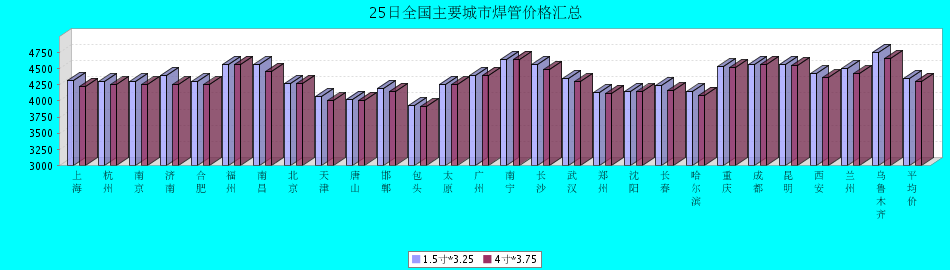 25日全国主要城市焊管价格汇总
4750
4500
4250
4000
3750
3500
3250
3000
上海
杭州
南京
济南
合肥
福州
南昌
北京
天津
唐山
邯郸
包头
太原
广州
南宁
长沙
武汉
郑州
沈阳
长春
哈尔滨
重庆
成都
昆明
西安
兰州
乌鲁木齐
平均价
1.5寸*3.25
4寸*3.75